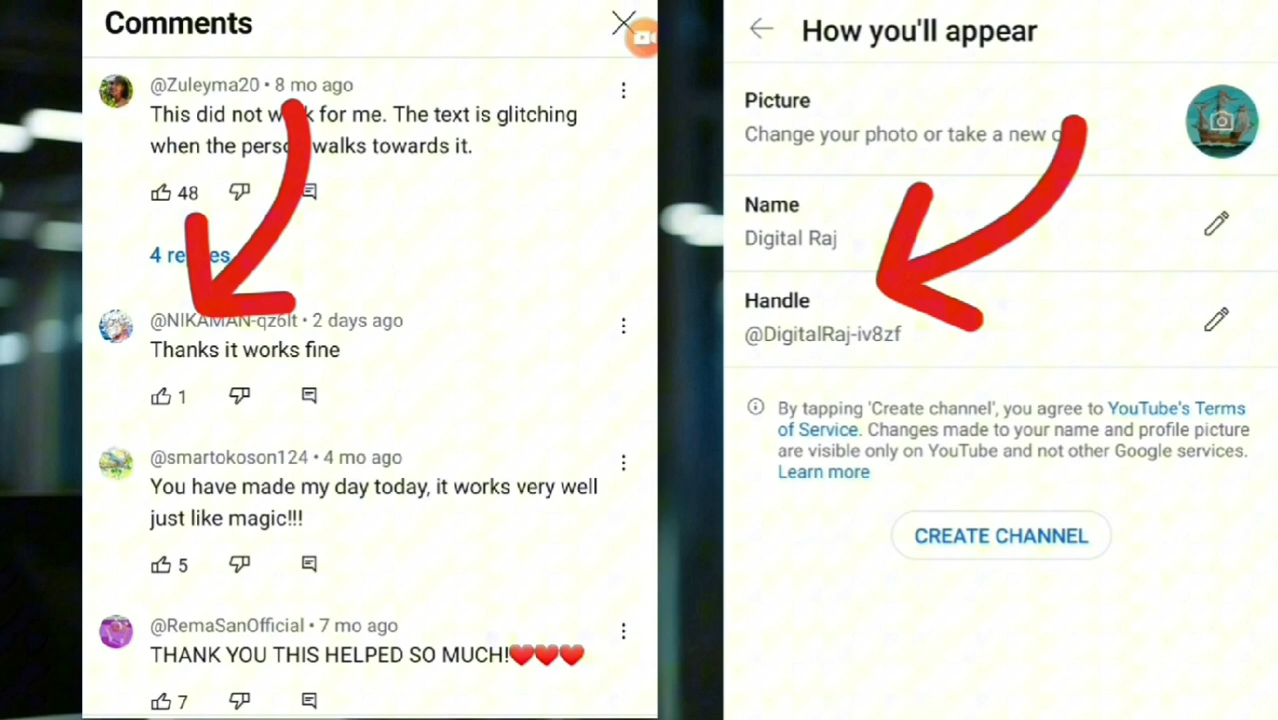 Comments
@Zuleyma20 • 8 mo ago
This did not for me. The text is glitching
when the walks towards it.
48
4
@NIKAMAN-qz6lt • 2 days ago
Thanks it works fine
1
@smartokoson124 • 4 mo ago
You have made my day today, it works very well
just like magic!!!
5
@RemaSanOfficial • 7 mo ago
THANK YOU THIS HELPED SO MUCH!❤️❤️❤️
7
How you'll appear
Picture
Change your photo or take a new
Name
Digital Raj
Handle
@DigitalRaj-iv8zf
By tapping 'Create channel', you agree to YouTube's Terms
of Service. Changes made to your name and profile picture
are visible only on YouTube and not other Google services.
Learn more
CREATE CHANNEL